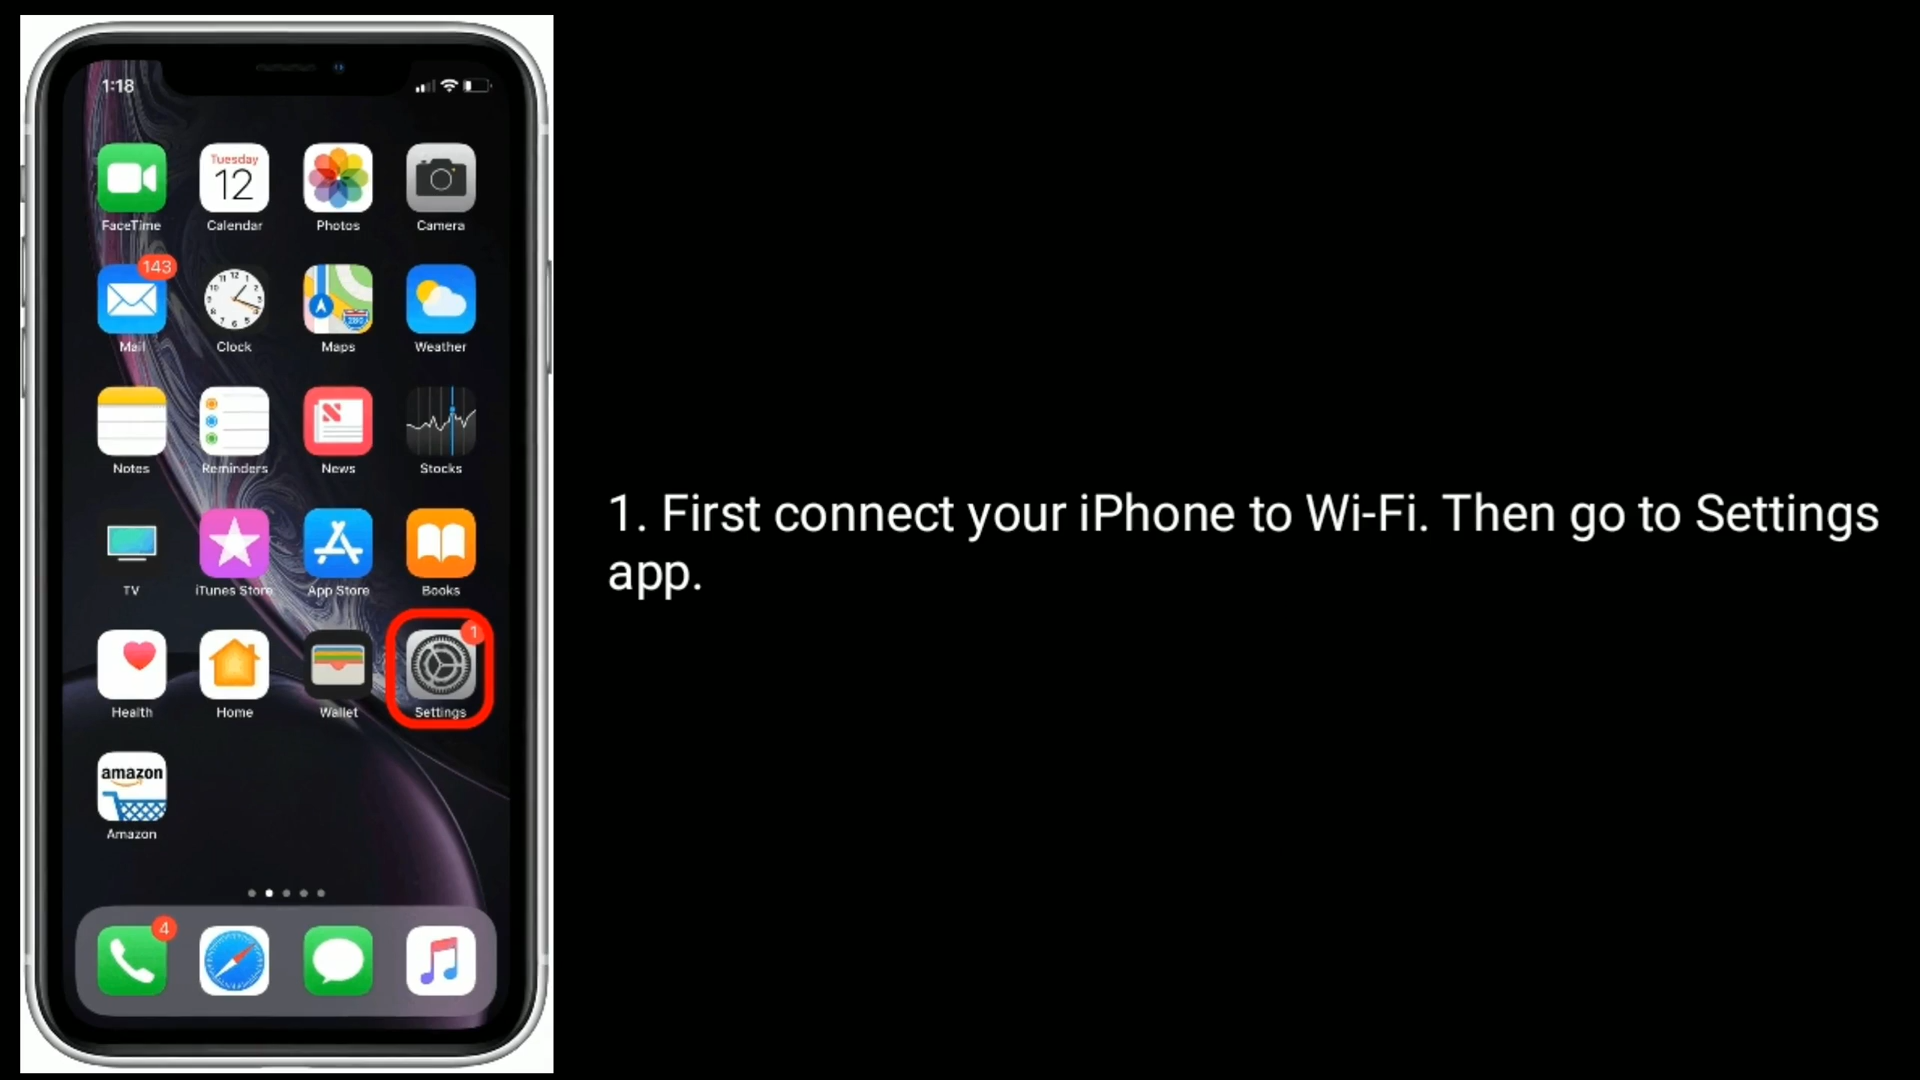 1:18
Tuesday
12
FaceTime Calendar Photos Camera
143
Mail Clock Maps Weather
Notes Reminders News Stocks
TV iTunes Store App Store Books
1
Health Home Wallet Settings
amazon
Amazon
4
1. First connect your iPhone to Wi-Fi. Then go to Settings
app.